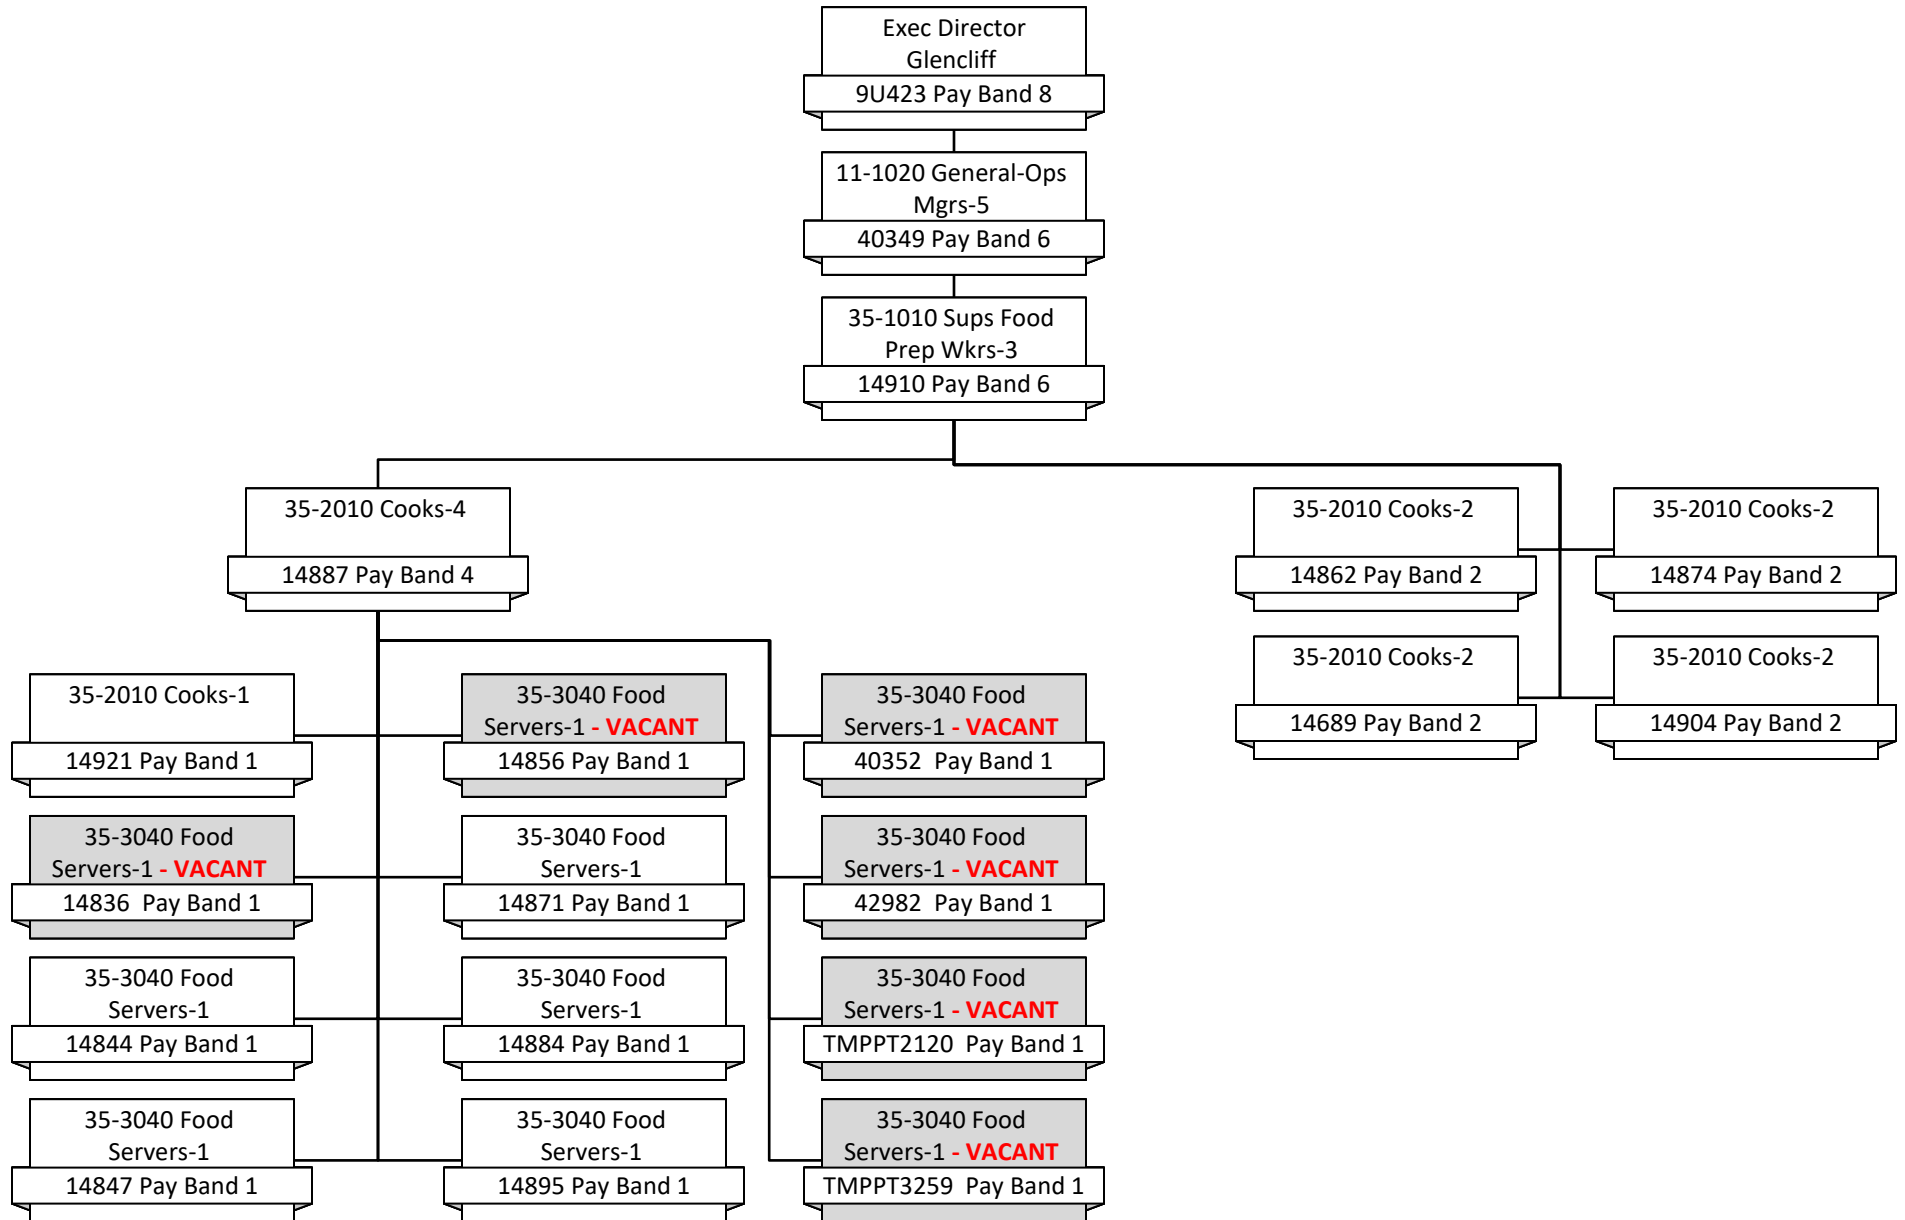 Exec Director
Glencliff
9U423 Pay Band 8
11-1020 General-Ops
Mgrs-5
40349 Pay Band 6
35-1010 Sups Food
Prep Wkrs-3
14910 Pay Band 6
35-2010 Cooks-4
14887 Pay Band 4
35-2010 Cooks-2
14862 Pay Band 2
35-2010 Cooks-2
14874 Pay Band 2
35-2010 Cooks-2
14689 Pay Band 2
35-2010 Cooks-2
14904 Pay Band 2
35-2010 Cooks-1
14921 Pay Band 1
35-3040 Food
Servers-1 - VACANT
14856 Pay Band 1
35-3040 Food
Servers-1 - VACANT
40352  Pay Band 1
35-3040 Food
Servers-1 - VACANT
14836  Pay Band 1
35-3040 Food
Servers-1
14871 Pay Band 1
35-3040 Food
Servers-1 - VACANT
42982  Pay Band 1
35-3040 Food
Servers-1
14844 Pay Band 1
35-3040 Food
Servers-1
14884 Pay Band 1
35-3040 Food
Servers-1 - VACANT
TMPPT2120  Pay Band 1
35-3040 Food
Servers-1
14847 Pay Band 1
35-3040 Food
Servers-1
14895 Pay Band 1
35-3040 Food
Servers-1 - VACANT
TMPPT3259  Pay Band 1